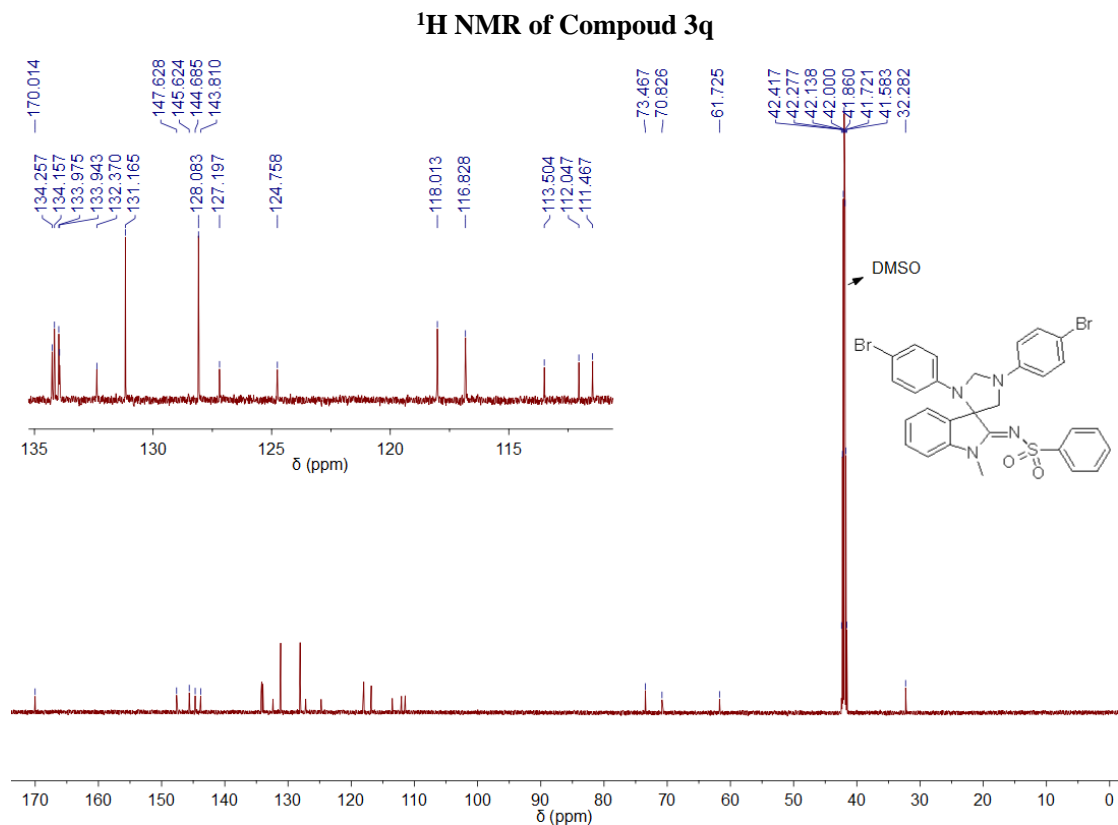 ¹H NMR of Compoud 3q
170.014
147.628
145.624
144.685
143.810
73.467
70.826
61.725
42.417
42.277
42.138
42.000
41.860
41.721
41.583
32.282
134.257
134.157
133.975
133.943
132.370
131.165
128.083
127.197
124.758
118.013
116.828
113.504
112.047
111.467
DMSO
Br
Br
N
N
N
N
S
O
O
135 130 125 120 115
δ (ppm)
170 160 150 140 130 120 110 100 90 80 70 60 50 40 30 20 10 0
δ (ppm)